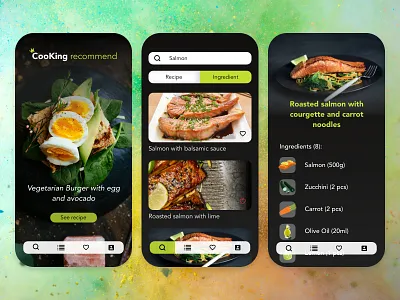 CooKing recommend
Vegetarian Burger with egg
and avocado
See recipe
Salmon
Recipe
Ingredient
Salmon with balsamic sauce
Roasted salmon with lime
Roasted salmon with
courgette and carrot
noodles
Ingredients (8):
Salmon (500g)
Zucchini (2 pcs)
Carrot (2 pcs)
Olive Oil (20ml)